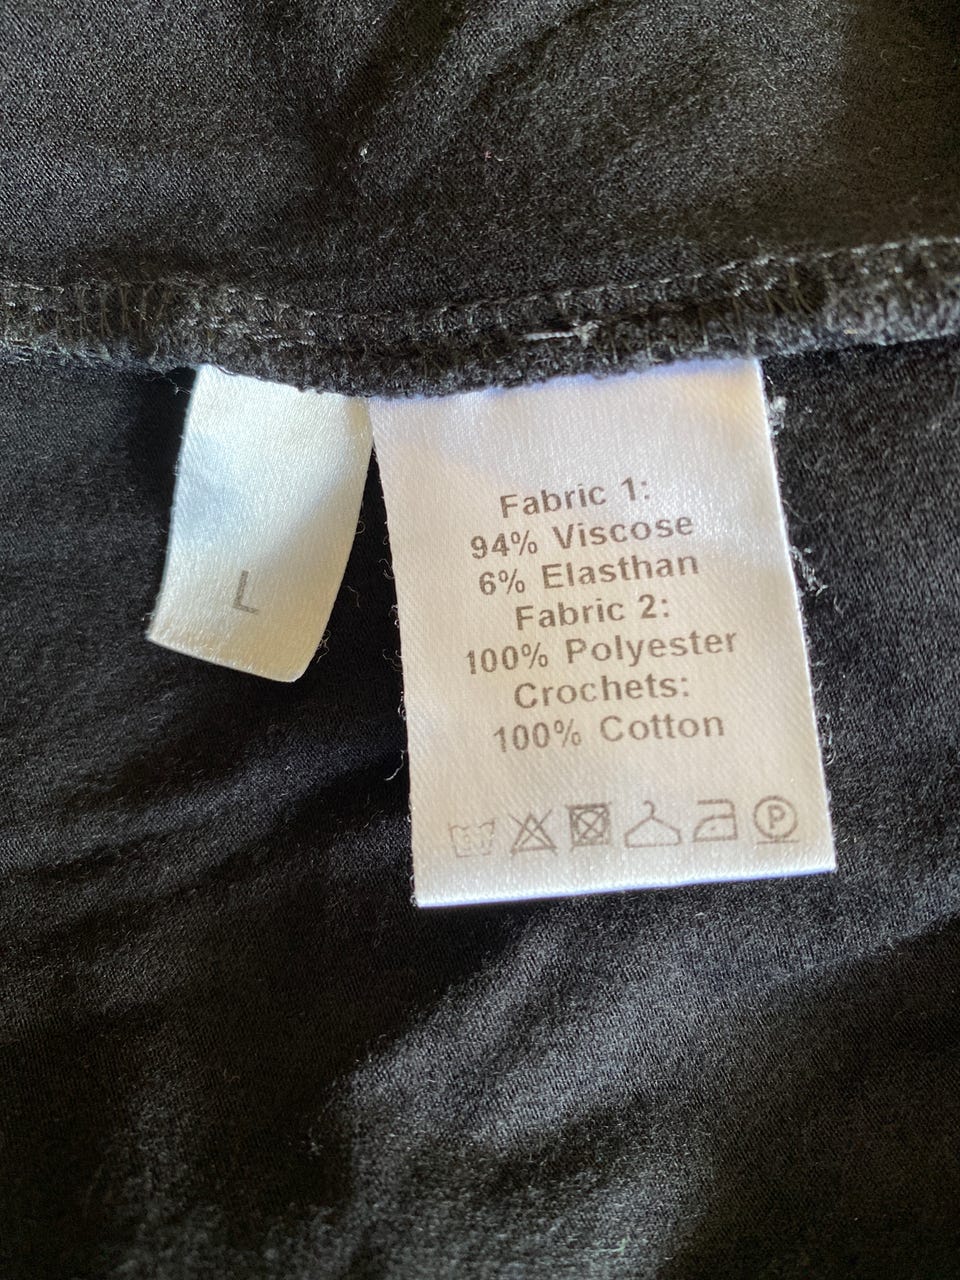 L
Fabric 1:
94% Viscose
6% Elasthan
Fabric 2:
100% Polyester
Crochets:
100% Cotton
P